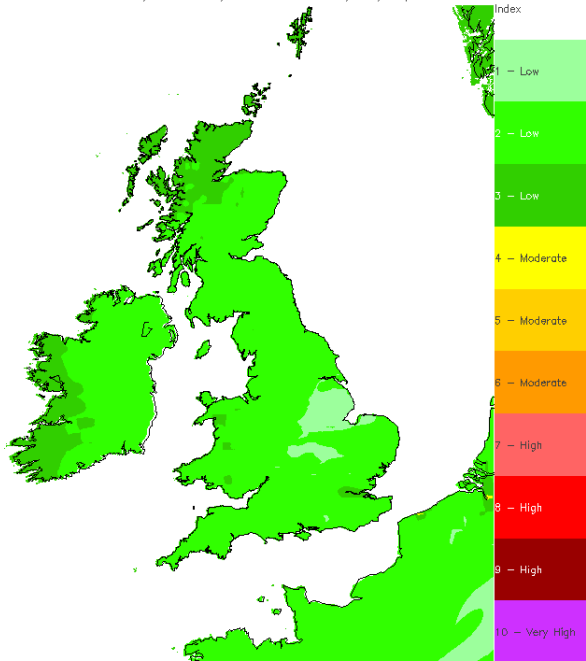 Index
1 – Low
2 – Low
3 – Low
4 – Moderate
5 – Moderate
6 – Moderate
7 – High
8 – High
9 – High
10 – Very High